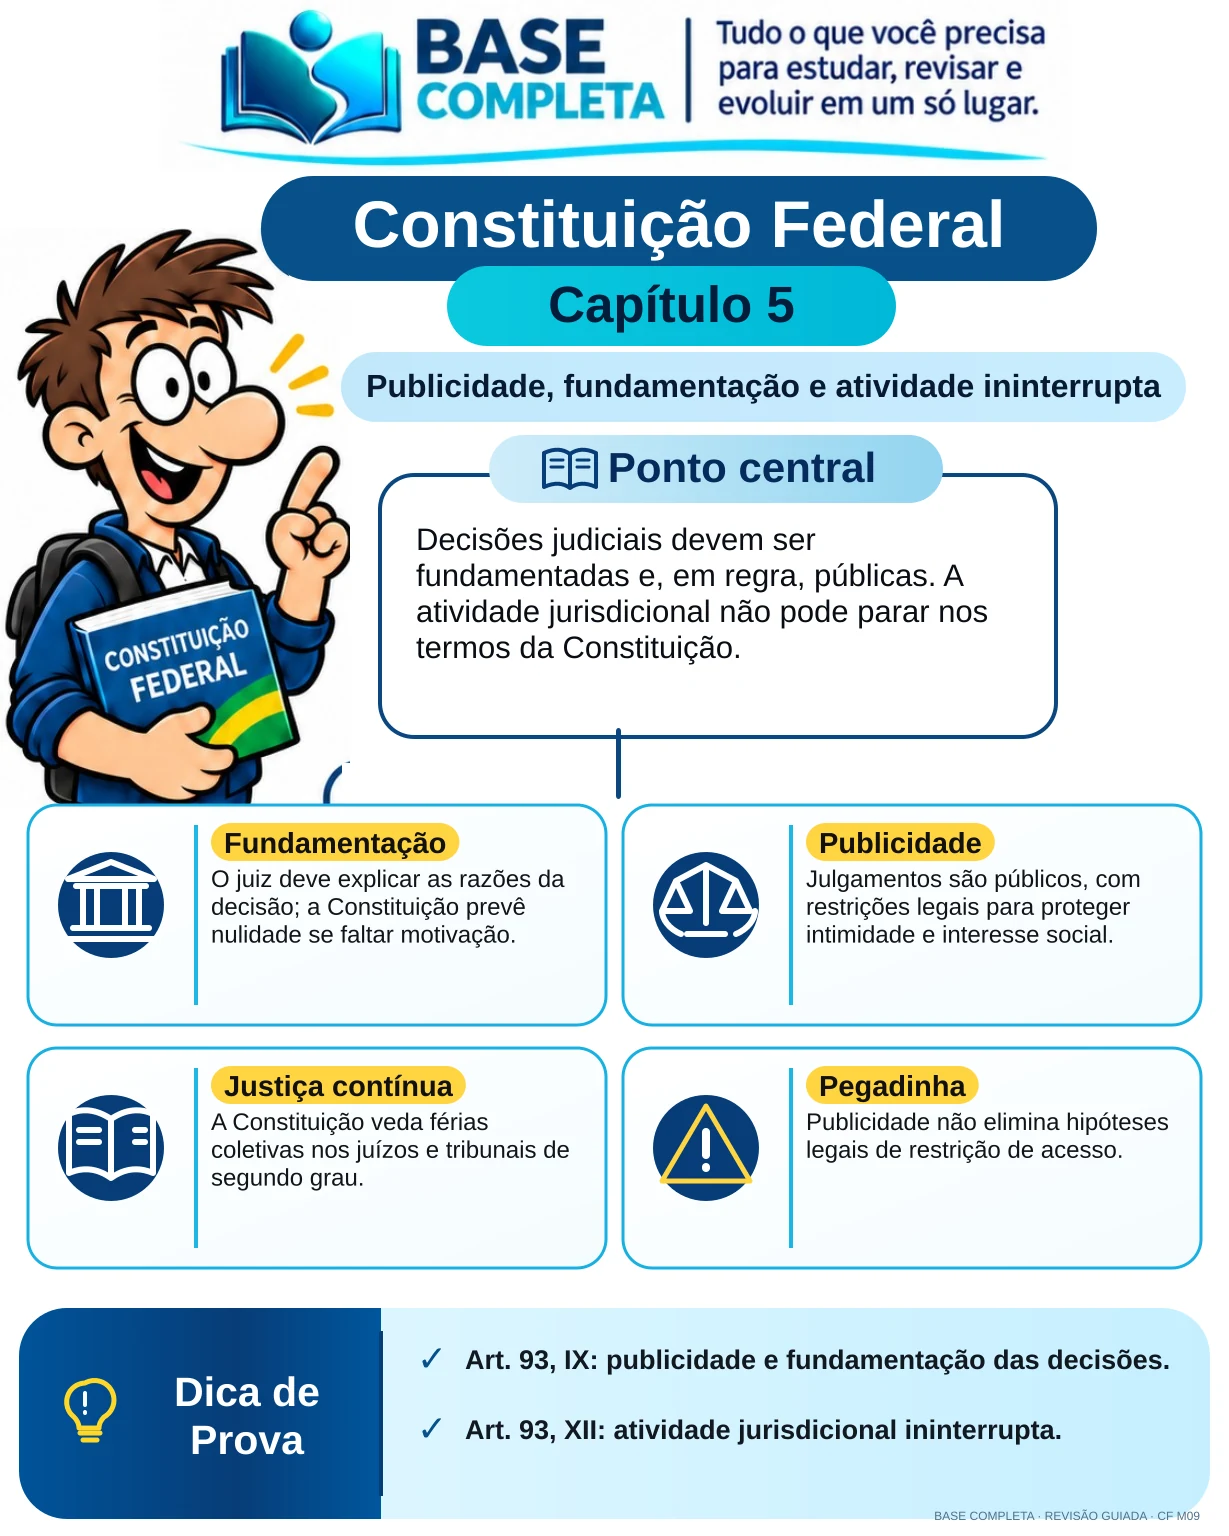 BASE
COMPLETA
Tudo o que você precisa
para estudar, revisar e
evoluir em um só lugar.
Constituição Federal
Capítulo 5
Publicidade, fundamentação e atividade ininterrupta
Ponto central
Decisões judiciais devem ser
fundamentadas e, em regra, públicas. A
atividade jurisdicional não pode parar nos
termos da Constituição.
CONSTITUIÇÃO
FEDERAL
Fundamentação
O juiz deve explicar as razões da
decisão; a Constituição prevê
nulidade se faltar motivação.
Publicidade
Julgamentos são públicos, com
restrições legais para proteger
intimidade e interesse social.
Justiça contínua
A Constituição veda férias
coletivas nos juízos e tribunais de
segundo grau.
Pegadinha
Publicidade não elimina hipóteses
legais de restrição de acesso.
Dica de
Prova
✓ Art. 93, IX: publicidade e fundamentação das decisões.
✓ Art. 93, XII: atividade jurisdicional ininterrupta.
BASE COMPLETA · REVISÃO GUIADA · CF M09